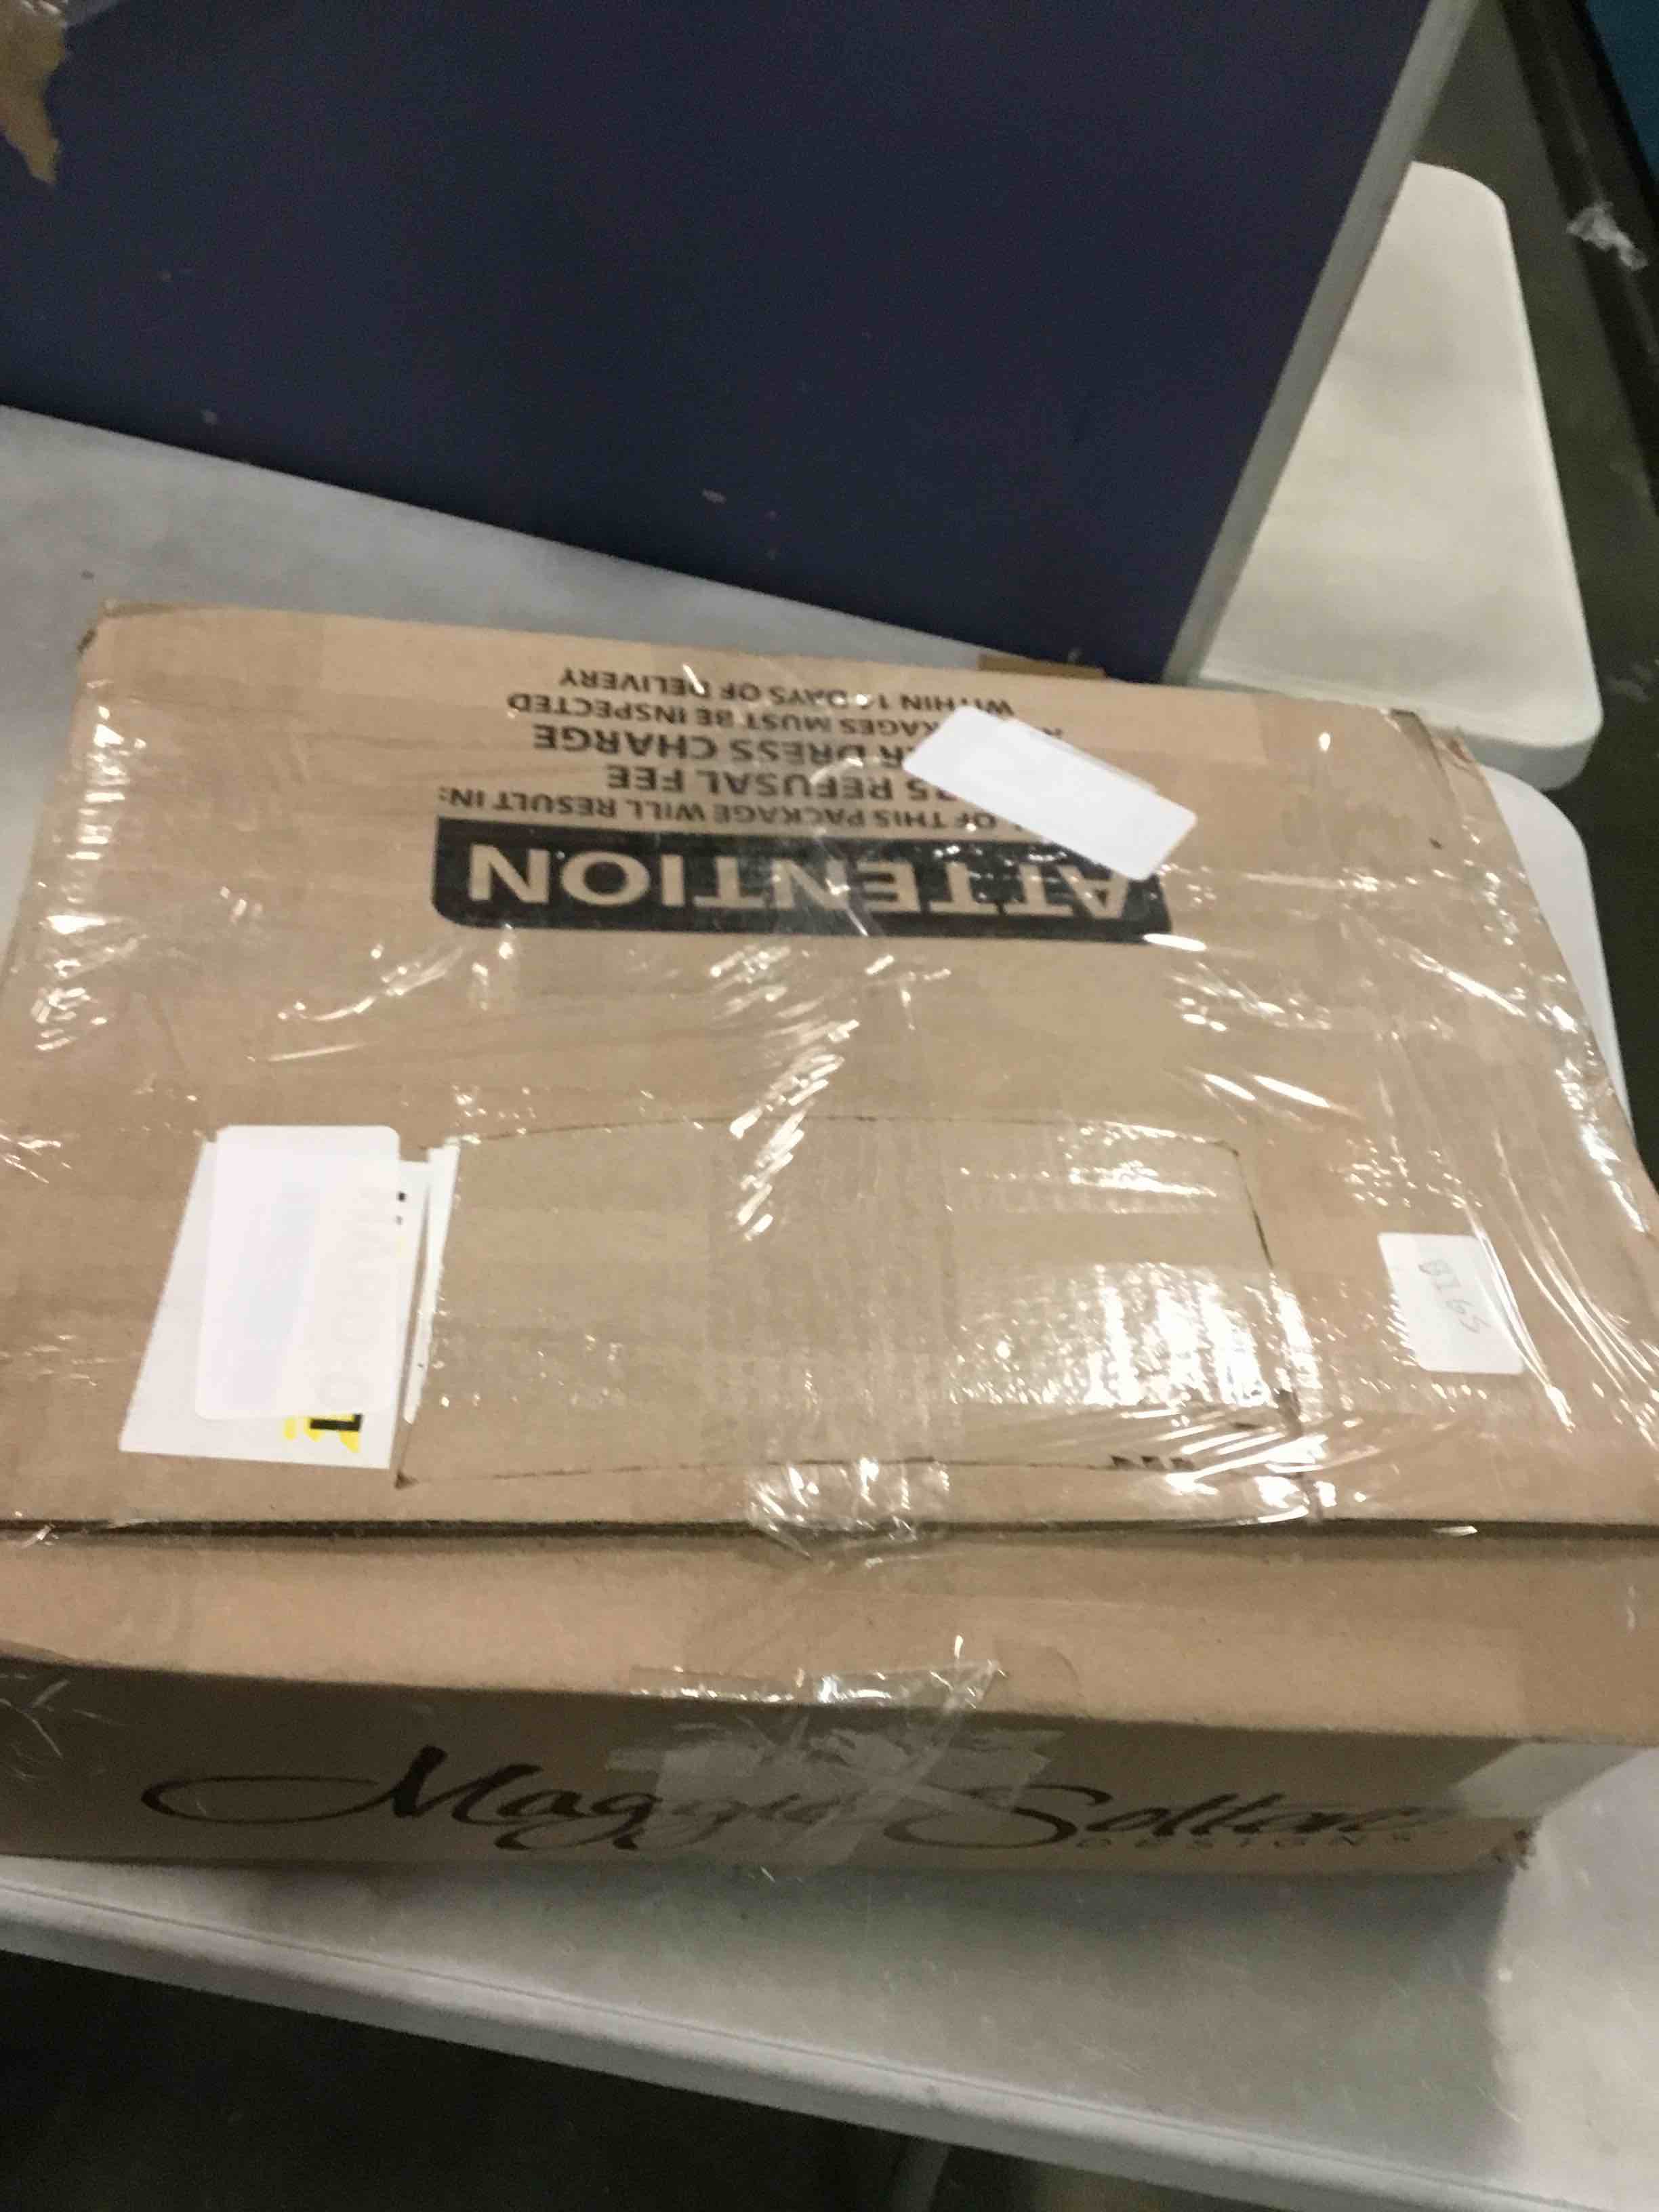 ATTENTION
OF THIS PACKAGE WILL RESULT IN:
REFUSAL FEE
DRESS CHARGE
MUST BE INSPECTED
WITHIN 14 DAYS OF DELIVERY
Maggie Sottero
DESIGNS